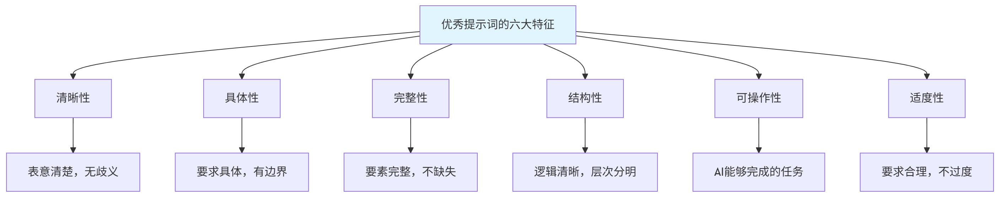 优秀提示词的六大特征
清晰性
具体性
完整性
结构性
可操作性
适度性
表意清楚，无歧义
要求具体，有边界
要素完整，不缺失
逻辑清晰，层次分明
AI能够完成的任务
要求合理，不过度